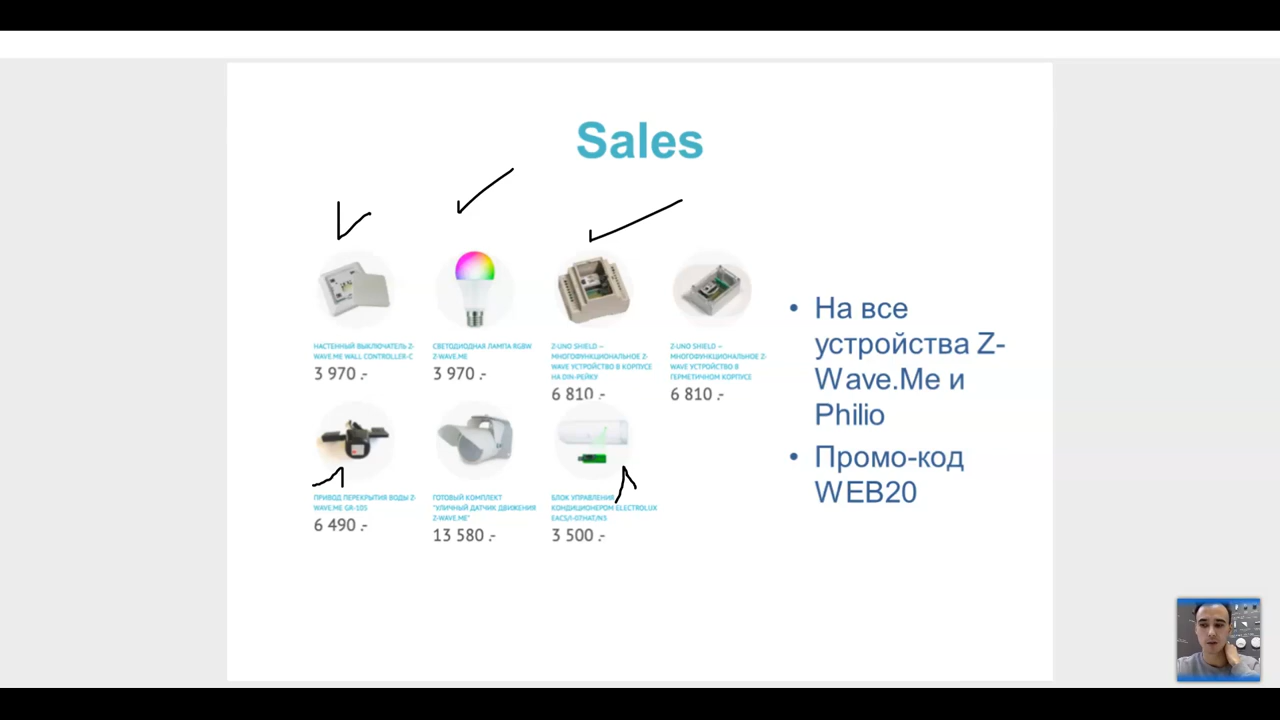 Sales
НАСТЕННЫЙ ВЫКЛЮЧАТЕЛЬ Z-
WAVE.ME WALL CONTROLLER-C
3 970 .-
СВЕТОДИОДНАЯ ЛАМПА RGBW
Z-WAVE.ME
3 970 .-
Z-UNO SHIELD –
МНОГОФУНКЦИОНАЛЬНОЕ Z-
WAVE УСТРОЙСТВО В КОРПУСЕ
НА DIN-РЕЙКУ
6 810 .-
Z-UNO SHIELD –
МНОГОФУНКЦИОНАЛЬНОЕ Z-
WAVE УСТРОЙСТВО В
ГЕРМЕТИЧНОМ КОРПУСЕ
6 810 .-
ПРИВОД ПЕРЕКРЫТИЯ ВОДЫ Z-
WAVE.ME GR-105
6 490 .-
ГОТОВЫЙ КОМПЛЕКТ
"УЛИЧНЫЙ ДАТЧИК ДВИЖЕНИЯ
Z-WAVE.ME"
13 580 .-
БЛОК УПРАВЛЕНИЯ
КОНДИЦИОНЕРОМ ELECTROLUX
EACS/I-07HAT/N3
3 500 .-
• На все
устройства Z-
Wave.Me и
Philio
• Промо-код
WEB20